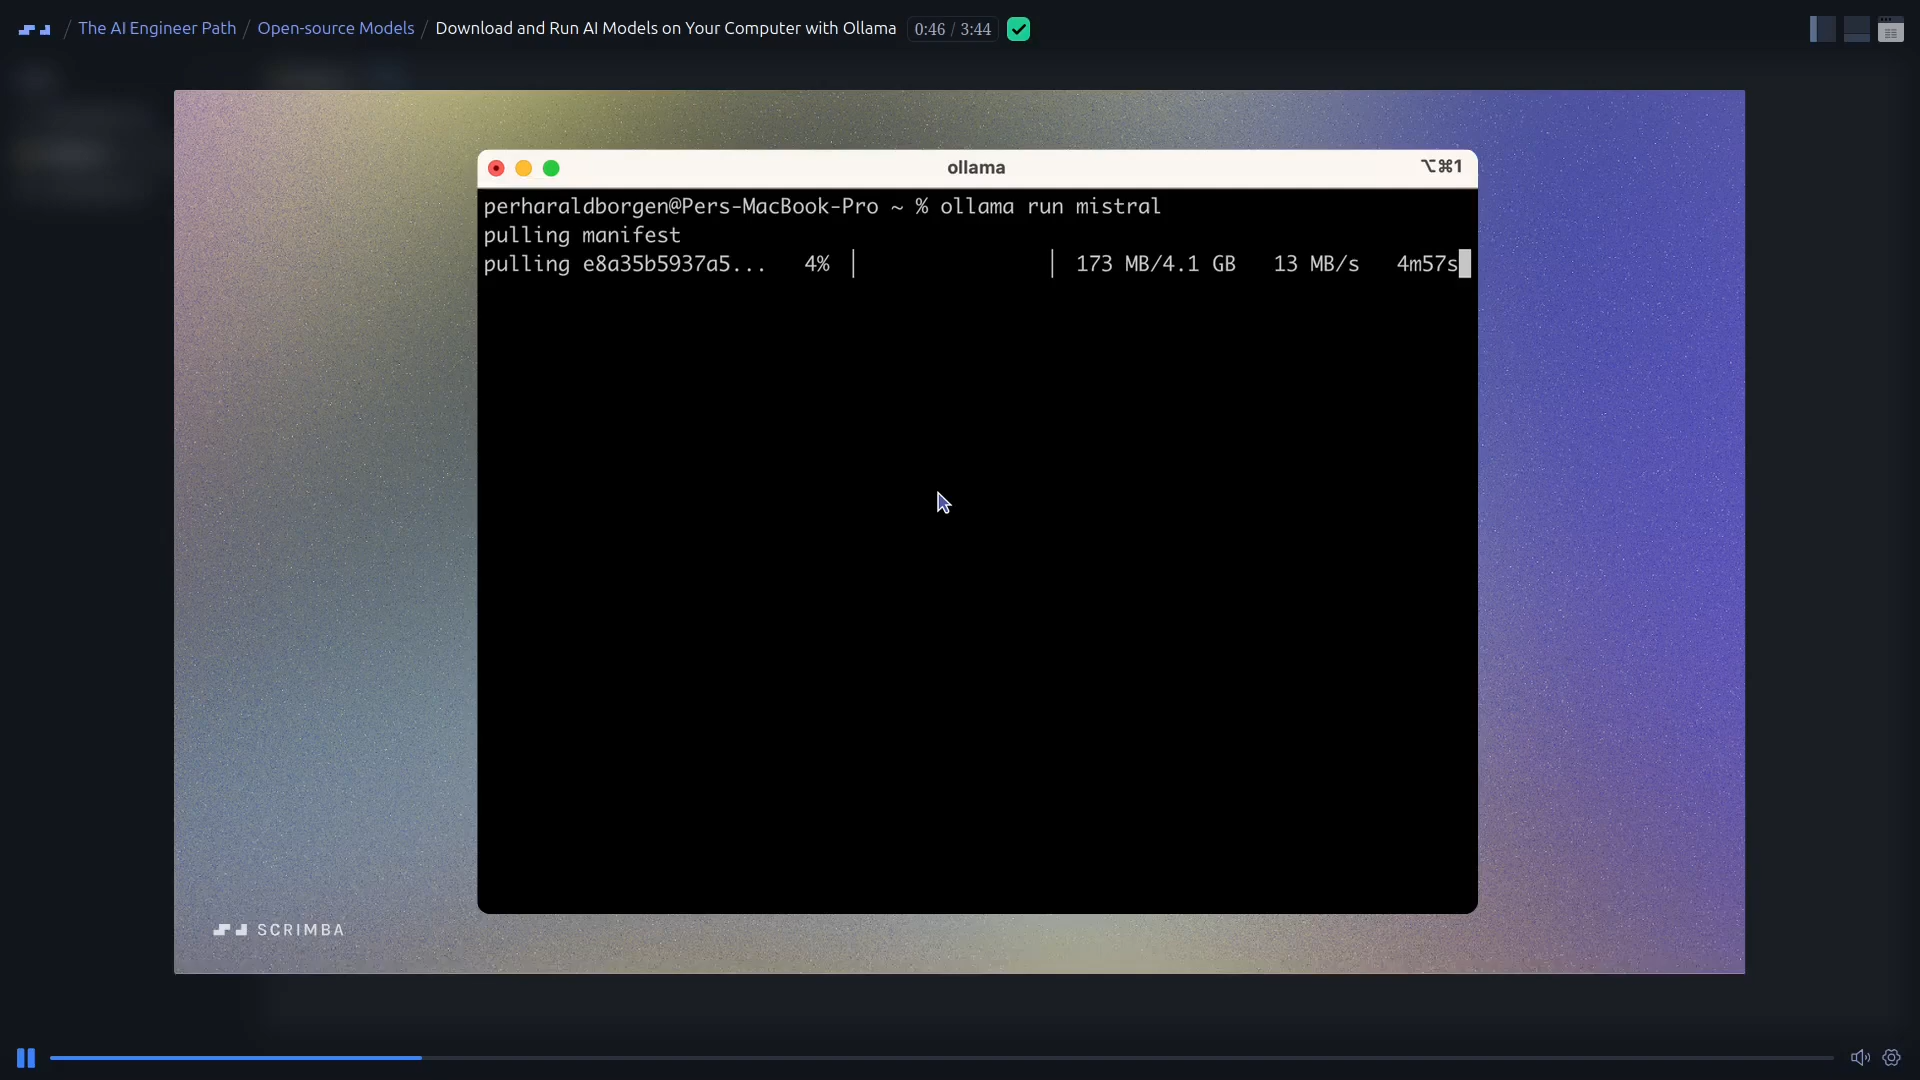 / The AI Engineer Path / Open-source Models / Download and Run AI Models on Your Computer with Ollama 0:46 / 3:44
ollama ⌥⌘1
perharaldborgen@Pers-MacBook-Pro ~ % ollama run mistral
pulling manifest
pulling e8a35b5937a5... 4% | | 173 MB/4.1 GB 13 MB/s 4m57s
SCRIMBA